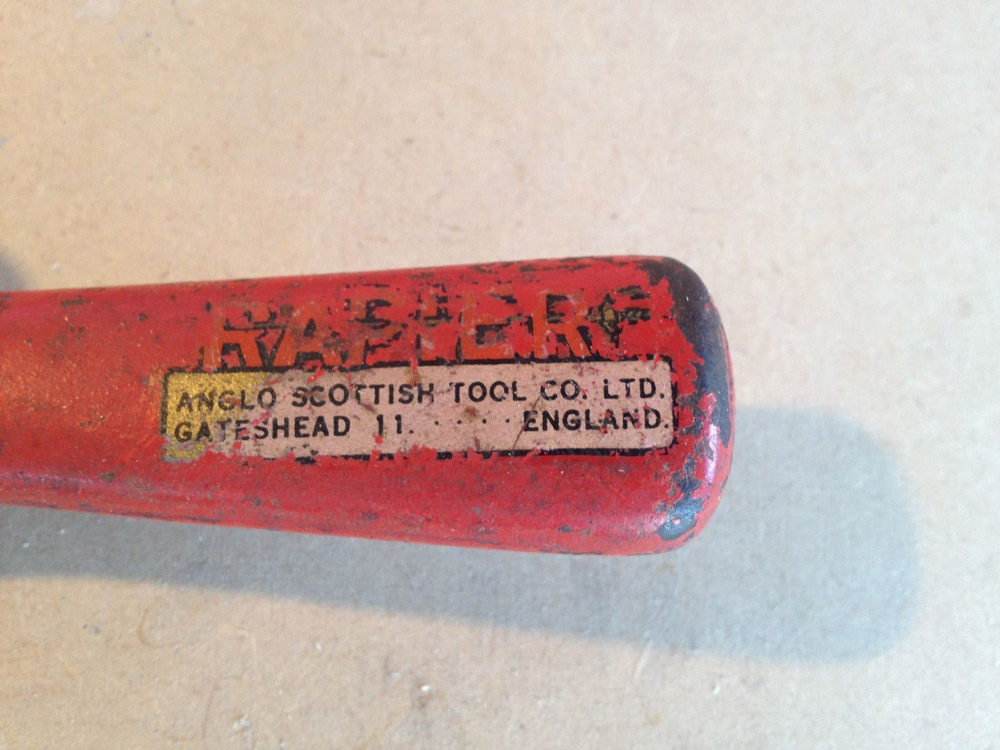 RAPIER
ANGLO SCOTTISH TOOL CO. LTD.
GATESHEAD 11. . . . . . ENGLAND.